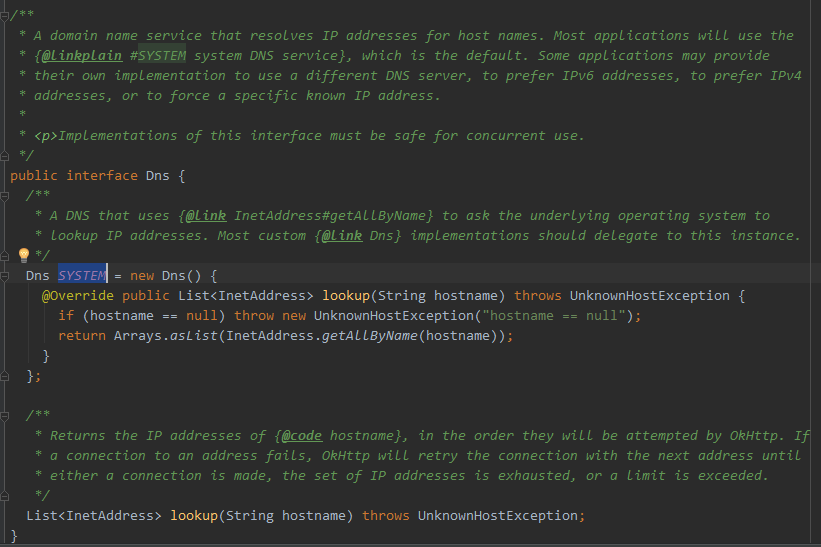 /**
 * A domain name service that resolves IP addresses for host names. Most applications will use the
 * {@linkplain #SYSTEM system DNS service}, which is the default. Some applications may provide
 * their own implementation to use a different DNS server, to prefer IPv6 addresses, to prefer IPv4
 * addresses, or to force a specific known IP address.
 *
 * <p>Implementations of this interface must be safe for concurrent use.
 */
public interface Dns {
  /**
   * A DNS that uses {@link InetAddress#getAllByName} to ask the underlying operating system to
   * lookup IP addresses. Most custom {@link Dns} implementations should delegate to this instance.
   */
  Dns SYSTEM = new Dns() {
    @Override public List<InetAddress> lookup(String hostname) throws UnknownHostException {
      if (hostname == null) throw new UnknownHostException("hostname == null");
      return Arrays.asList(InetAddress.getAllByName(hostname));
    }
  };

  /**
   * Returns the IP addresses of {@code hostname}, in the order they will be attempted by OkHttp. If
   * a connection to an address fails, OkHttp will retry the connection with the next address until
   * either a connection is made, the set of IP addresses is exhausted, or a limit is exceeded.
   */
  List<InetAddress> lookup(String hostname) throws UnknownHostException;
}